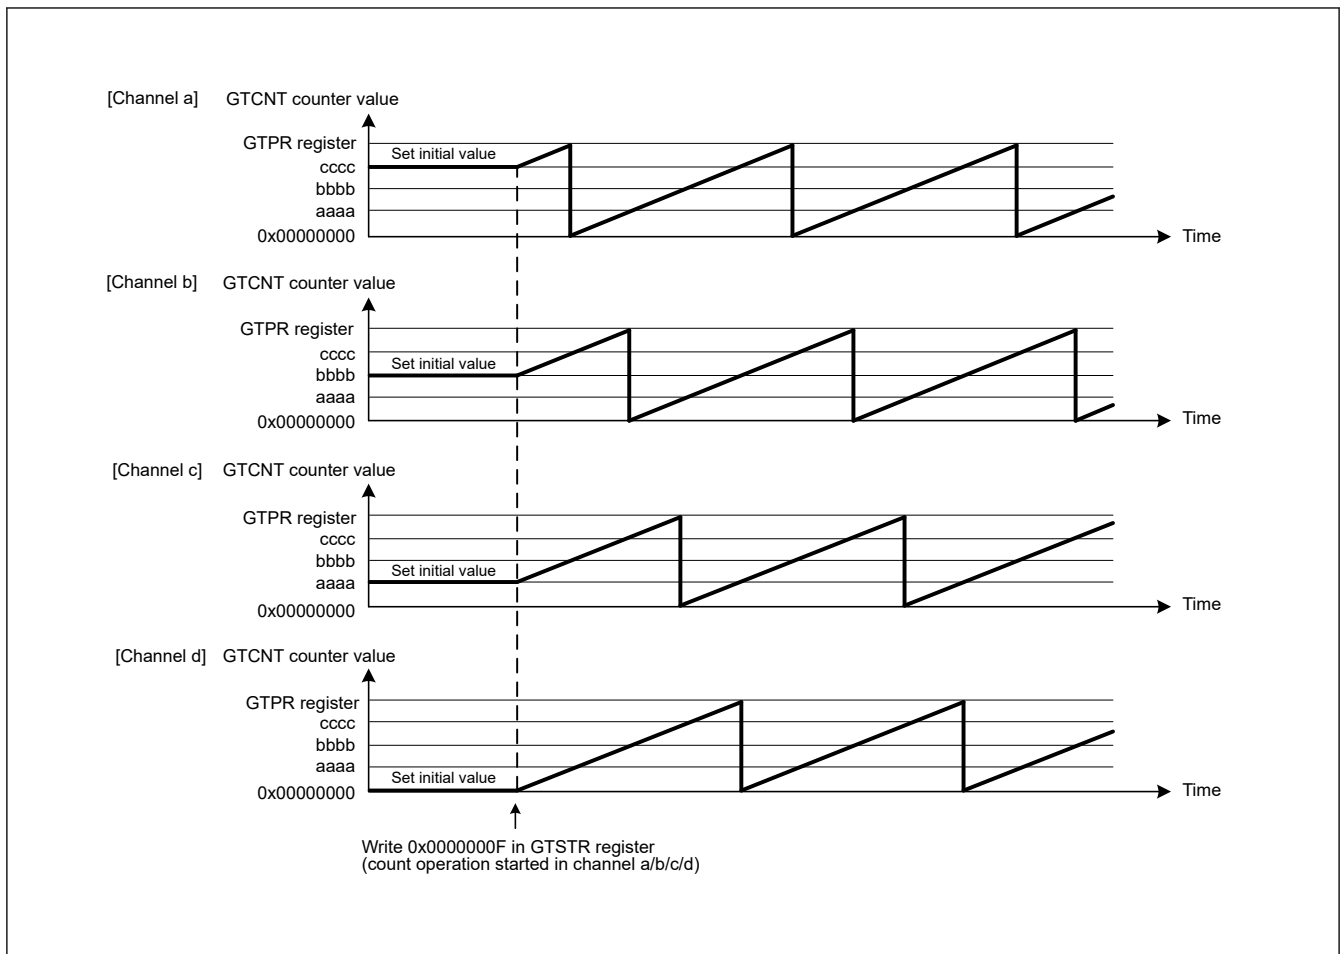 [Channel a] GTCNT counter value
GTPR register
Set initial value
cccc
bbbb
aaaa
0x00000000
Time
[Channel b] GTCNT counter value
GTPR register
cccc
Set initial value
bbbb
aaaa
0x00000000
Time
[Channel c] GTCNT counter value
GTPR register
cccc
bbbb
Set initial value
aaaa
0x00000000
Time
[Channel d] GTCNT counter value
GTPR register
cccc
bbbb
aaaa
Set initial value
0x00000000
Time
Write 0x0000000F in GTSTR register
(count operation started in channel a/b/c/d)